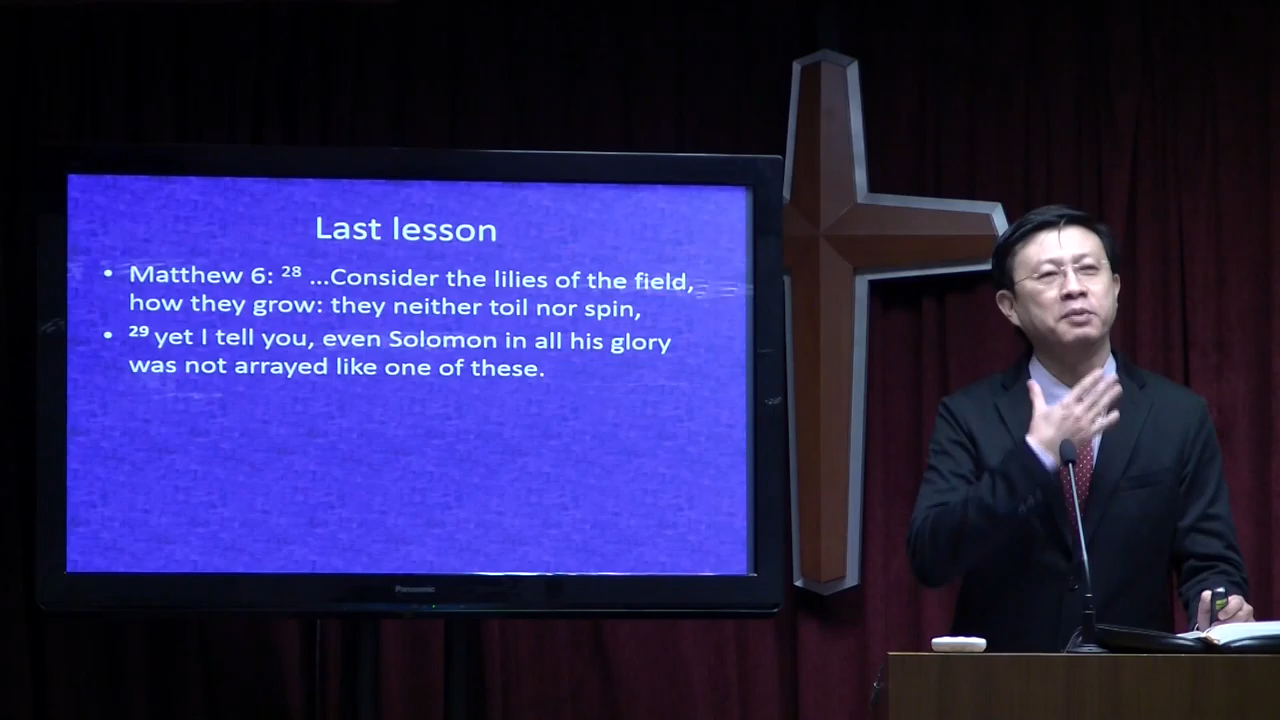 Last lesson
• Matthew 6: ²⁸ ...Consider the lilies of the field,
how they grow: they neither toil nor spin,
• ²⁹ yet I tell you, even Solomon in all his glory
was not arrayed like one of these.
Panasonic